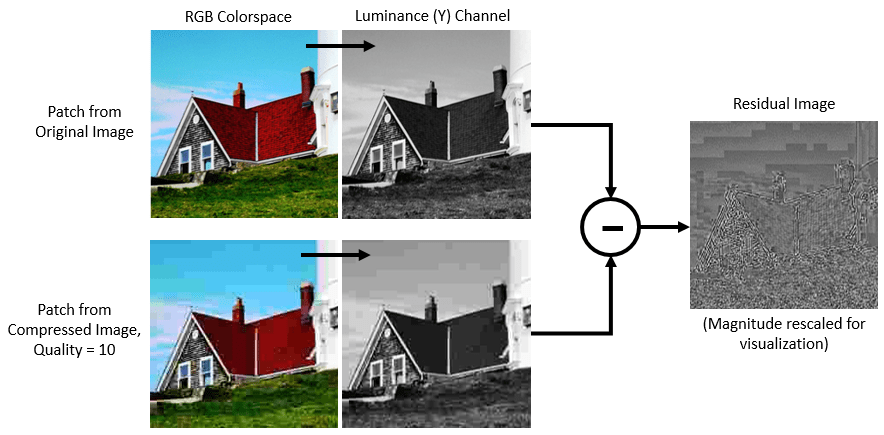 RGB Colorspace
Luminance (Y) Channel
Patch from
Original Image
Residual Image
Patch from
Compressed Image,
Quality = 10
(Magnitude rescaled for
visualization)